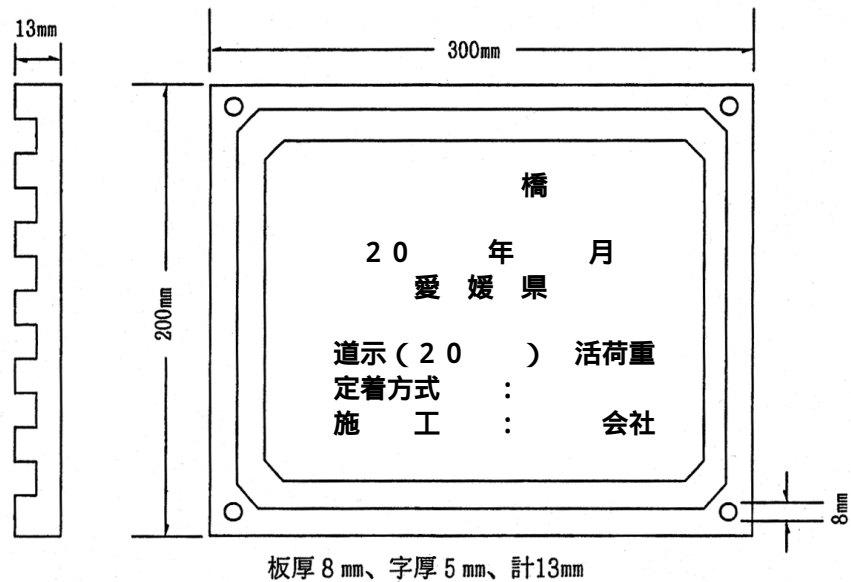 13mm
300mm
橋
２０　　年　　月
愛　媛　県
200mm
道示（２０　　）　活荷重
定着方式　　：
施　　工　　：　　　会社
8mm
板厚８mm、字厚５mm、計13mm